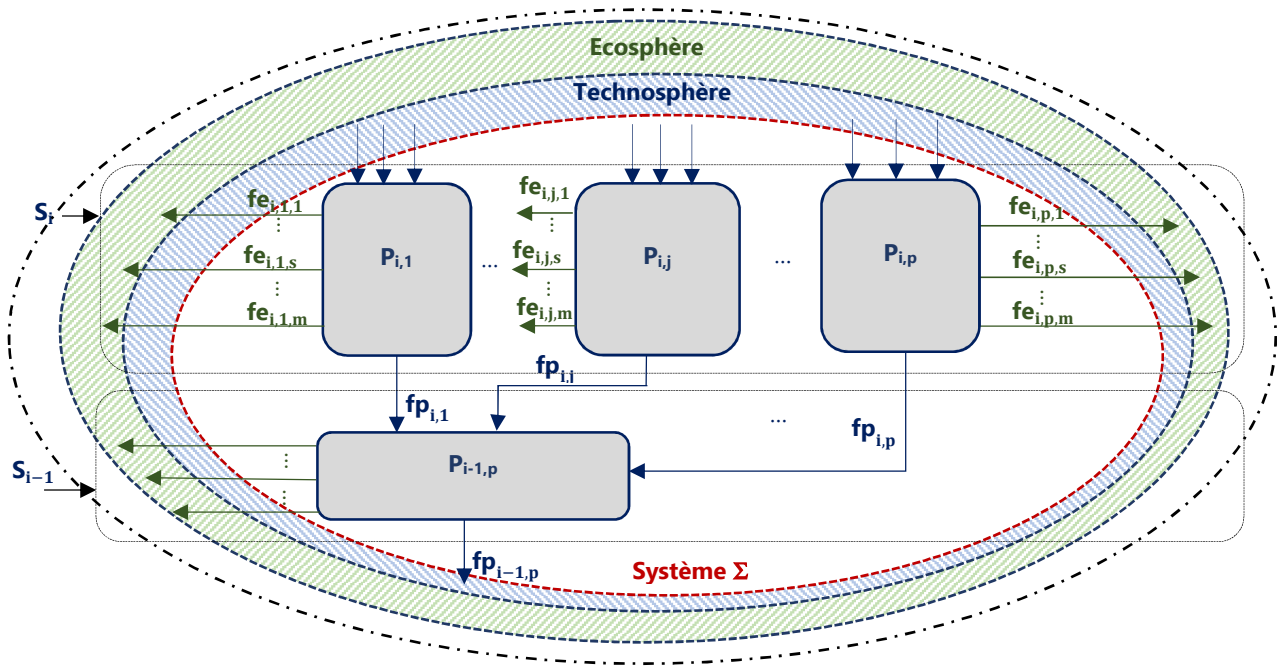 Ecosphère
Technosphère
S_i
fe_{i,1,1}
⋮
fe_{i,1,s}
⋮
fe_{i,1,m}
P_{i,1}
...
fe_{i,j,1}
⋮
fe_{i,j,s}
⋮
fe_{i,j,m}
P_{i,j}
...
P_{i,p}
fe_{i,p,1}
⋮
fe_{i,p,s}
⋮
fe_{i,p,m}
fp_{i,j}
fp_{i,1}
...
fp_{i,p}
S_{i−1}
⋮
⋮
P_{i-1,p}
fp_{i−1,p}
Système Σ